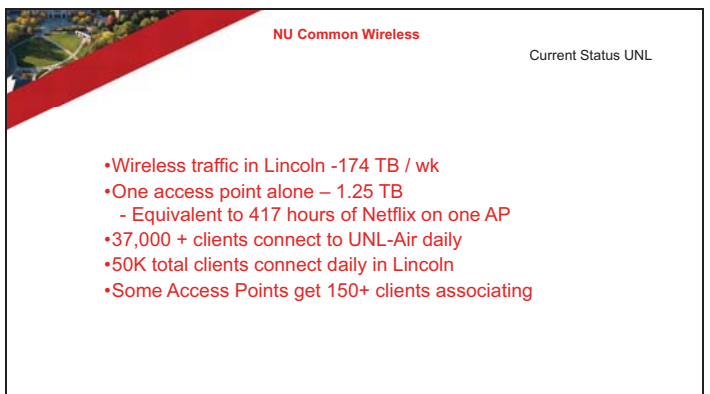 NU Common Wireless
Current Status UNL
•Wireless traffic in Lincoln -174 TB / wk
•One access point alone – 1.25 TB
- Equivalent to 417 hours of Netflix on one AP
•37,000 + clients connect to UNL-Air daily
•50K total clients connect daily in Lincoln
•Some Access Points get 150+ clients associating